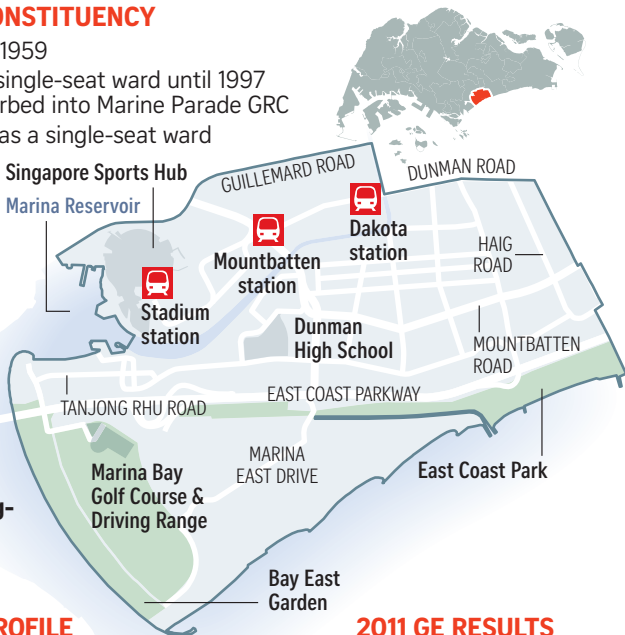 ONSTITUENCY
1959
single-seat ward until 1997
rbed into Marine Parade GRC
as a single-seat ward
Singapore Sports Hub
Marina Reservoir
GUILLEMARD ROAD
DUNMAN ROAD
Dakota
station
Mountbatten
station
HAIG
ROAD
Stadium
station
Dunman
High School
MOUNTBATTEN
ROAD
TANJONG RHU ROAD
EAST COAST PARKWAY
MARINA
EAST DRIVE
East Coast Park
Marina Bay
Golf Course &
Driving Range
g-
Bay East
Garden
ROFILE
2011 GE RESULTS